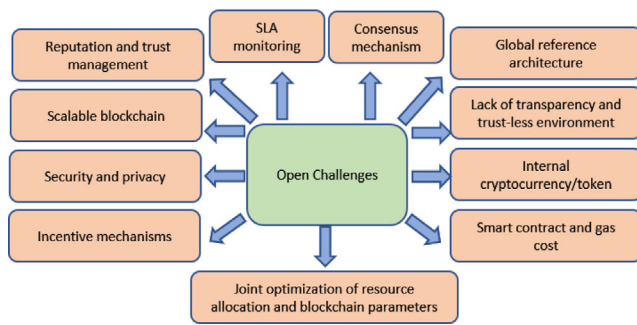 SLA
monitoring
Consensus
mechanism
Reputation and trust
management
Global reference
architecture
Scalable blockchain
Lack of transparency and
trust-less environment
Open Challenges
Security and privacy
Internal
cryptocurrency/token
Incentive mechanisms
Smart contract and gas
cost
Joint optimization of resource
allocation and blockchain parameters